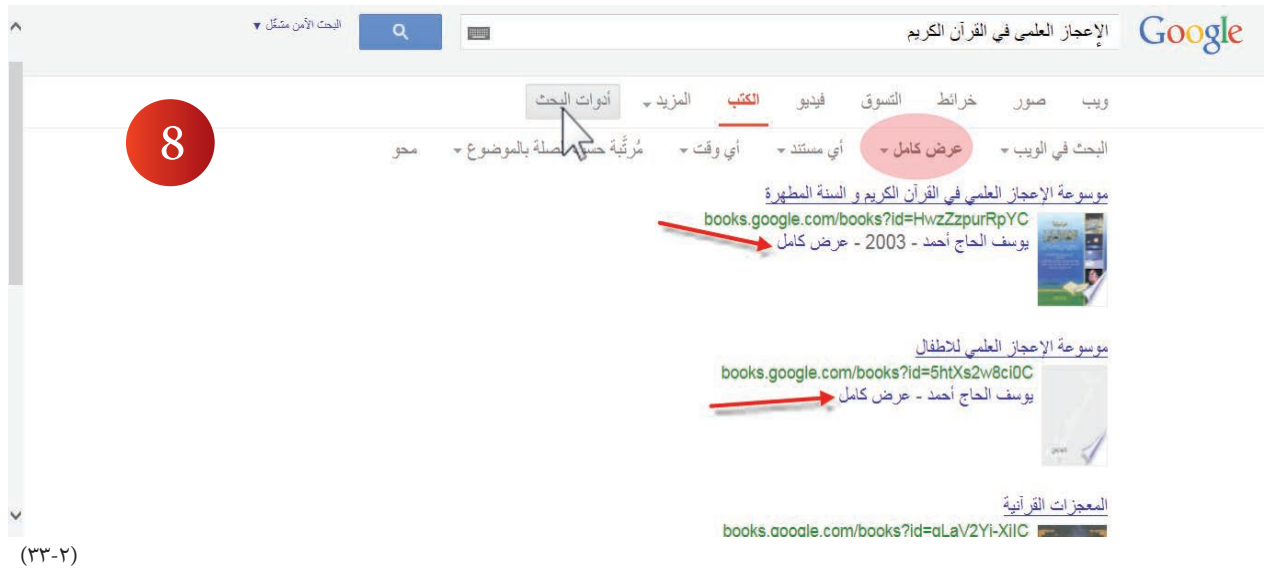 Google
الإعجاز العلمى في القرآن الكريم
البحث الآمن مشغّل ▼
ويب صور خرائط التسوق فيديو الكتب المزيد أدوات البحث
8
البحث في الويب عرض كامل أي مستند أي وقت مُرتَّبة حسب الصلة بالموضوع محو
موسوعة الإعجاز العلمي في القرآن الكريم و السنة المطهرة
books.google.com/books?id=HwzZzpurRpYC
يوسف الحاج أحمد - 2003 - عرض كامل
موسوعة الإعجاز العلمي للاطفال
books.google.com/books?id=5htXs2w8ci0C
يوسف الحاج أحمد - عرض كامل
المعجزات القرآنية
books.google.com/books?id=gLaV2Yi-XiIC
(٢-٣٣)